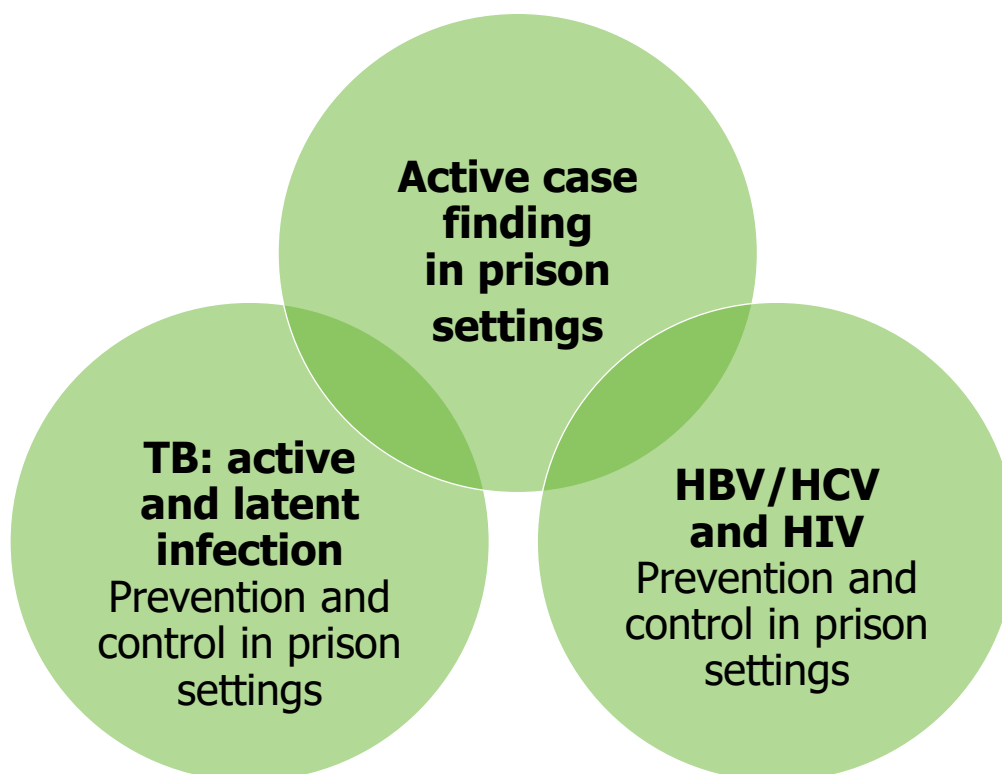 Active case
finding
in prison
settings
TB: active
and latent
infection
Prevention and
control in prison
settings
HBV/HCV
and HIV
Prevention and
control in prison
settings